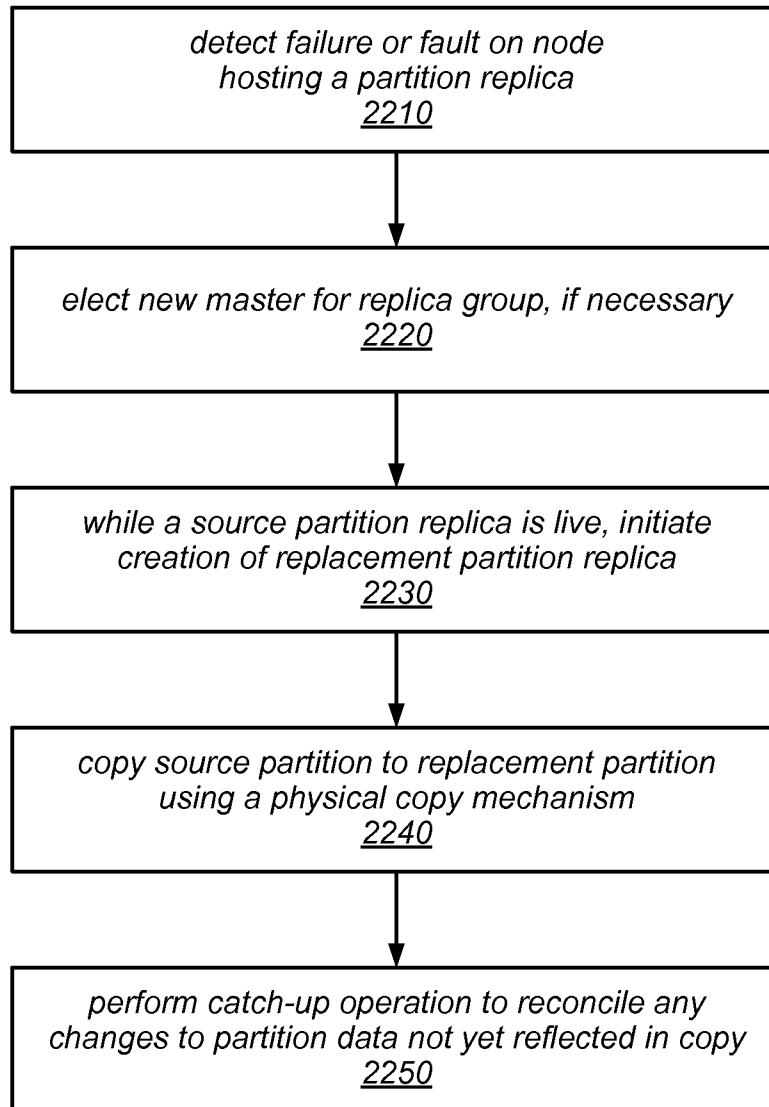 detect failure or fault on node
hosting a partition replica
2210
elect new master for replica group, if necessary
2220
while a source partition replica is live, initiate
creation of replacement partition replica
2230
copy source partition to replacement partition
using a physical copy mechanism
2240
perform catch-up operation to reconcile any
changes to partition data not yet reflected in copy
2250